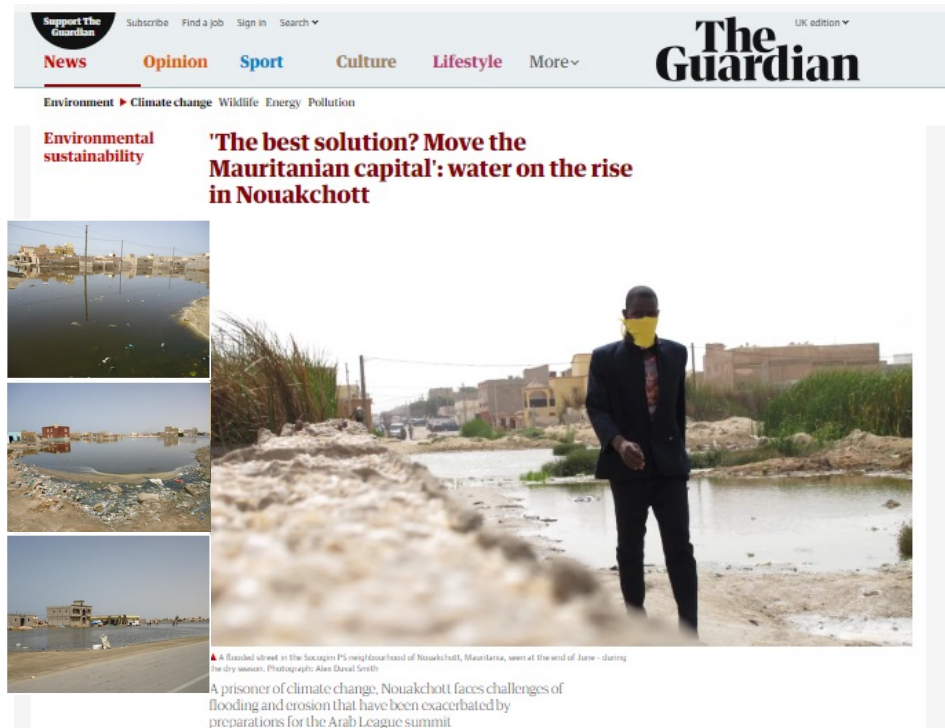 Support The
Guardian
Subscribe Find a job Sign in Search
UK edition
The
Guardian
News Opinion Sport Culture Lifestyle More
Environment Climate change Wildlife Energy Pollution
Environmental
sustainability
'The best solution? Move the
Mauritanian capital': water on the rise
in Nouakchott
A flooded street in the Socogim PS neighbourhood of Nouakchott, Mauritania, seen at the end of June – during
the dry season. Photograph: Alex Duval Smith
A prisoner of climate change, Nouakchott faces challenges of
flooding and erosion that have been exacerbated by
preparations for the Arab League summit